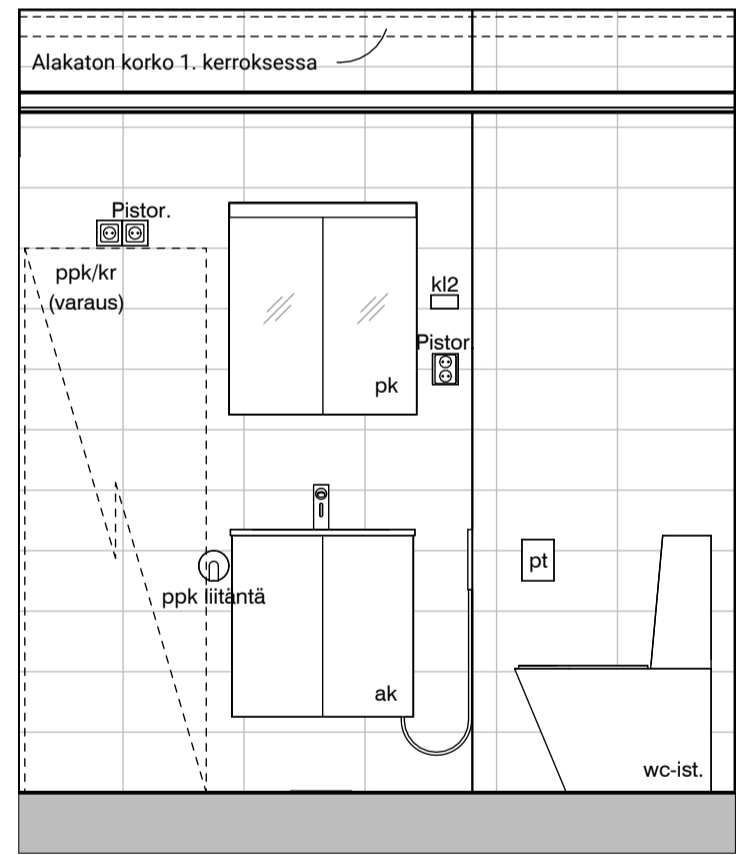 Alakaton korko 1. kerroksessa
Pistor.
ppk/kr
(varaus)
kl2
Pistor
pk
ppk liitäntä
pt
ak
wc-ist.